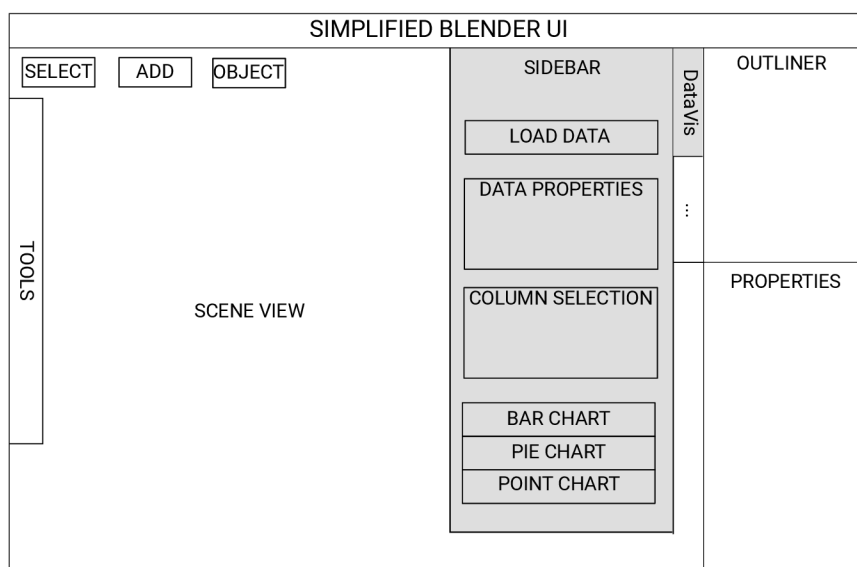 SIMPLIFIED BLENDER UI
SELECT
ADD
OBJECT
TOOLS
SCENE VIEW
SIDEBAR
LOAD DATA
DATA PROPERTIES
COLUMN SELECTION
BAR CHART
PIE CHART
POINT CHART
DataVis
...
OUTLINER
PROPERTIES